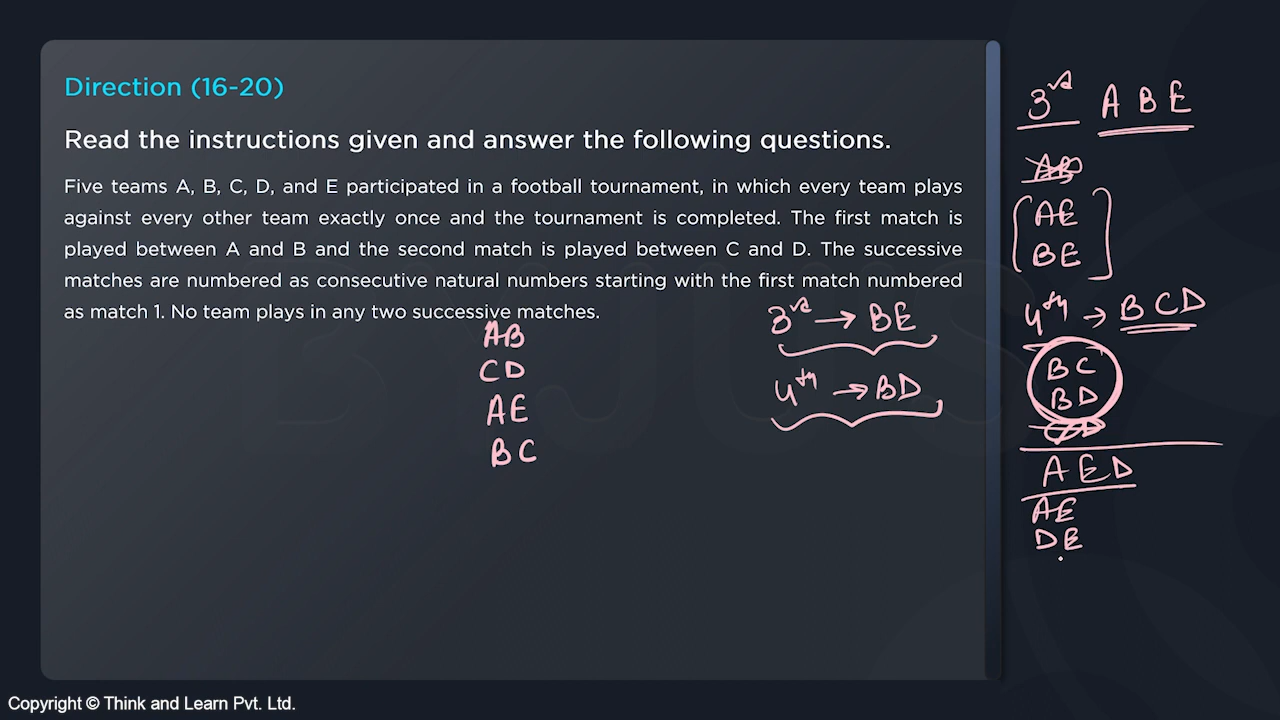 Direction (16-20)
Read the instructions given and answer the following questions.
Five teams A, B, C, D, and E participated in a football tournament, in which every team plays
against every other team exactly once and the tournament is completed. The first match is
played between A and B and the second match is played between C and D. The successive
matches are numbered as consecutive natural numbers starting with the first match numbered
as match 1. No team plays in any two successive matches.
AB
CD
AE
BC
3rd → BE
4th → BD
3rd A B E
AB
AE
BE
4th → B C D
BC
BD
CD
A E D
AE
DE
BYJU'S
Copyright © Think and Learn Pvt. Ltd.